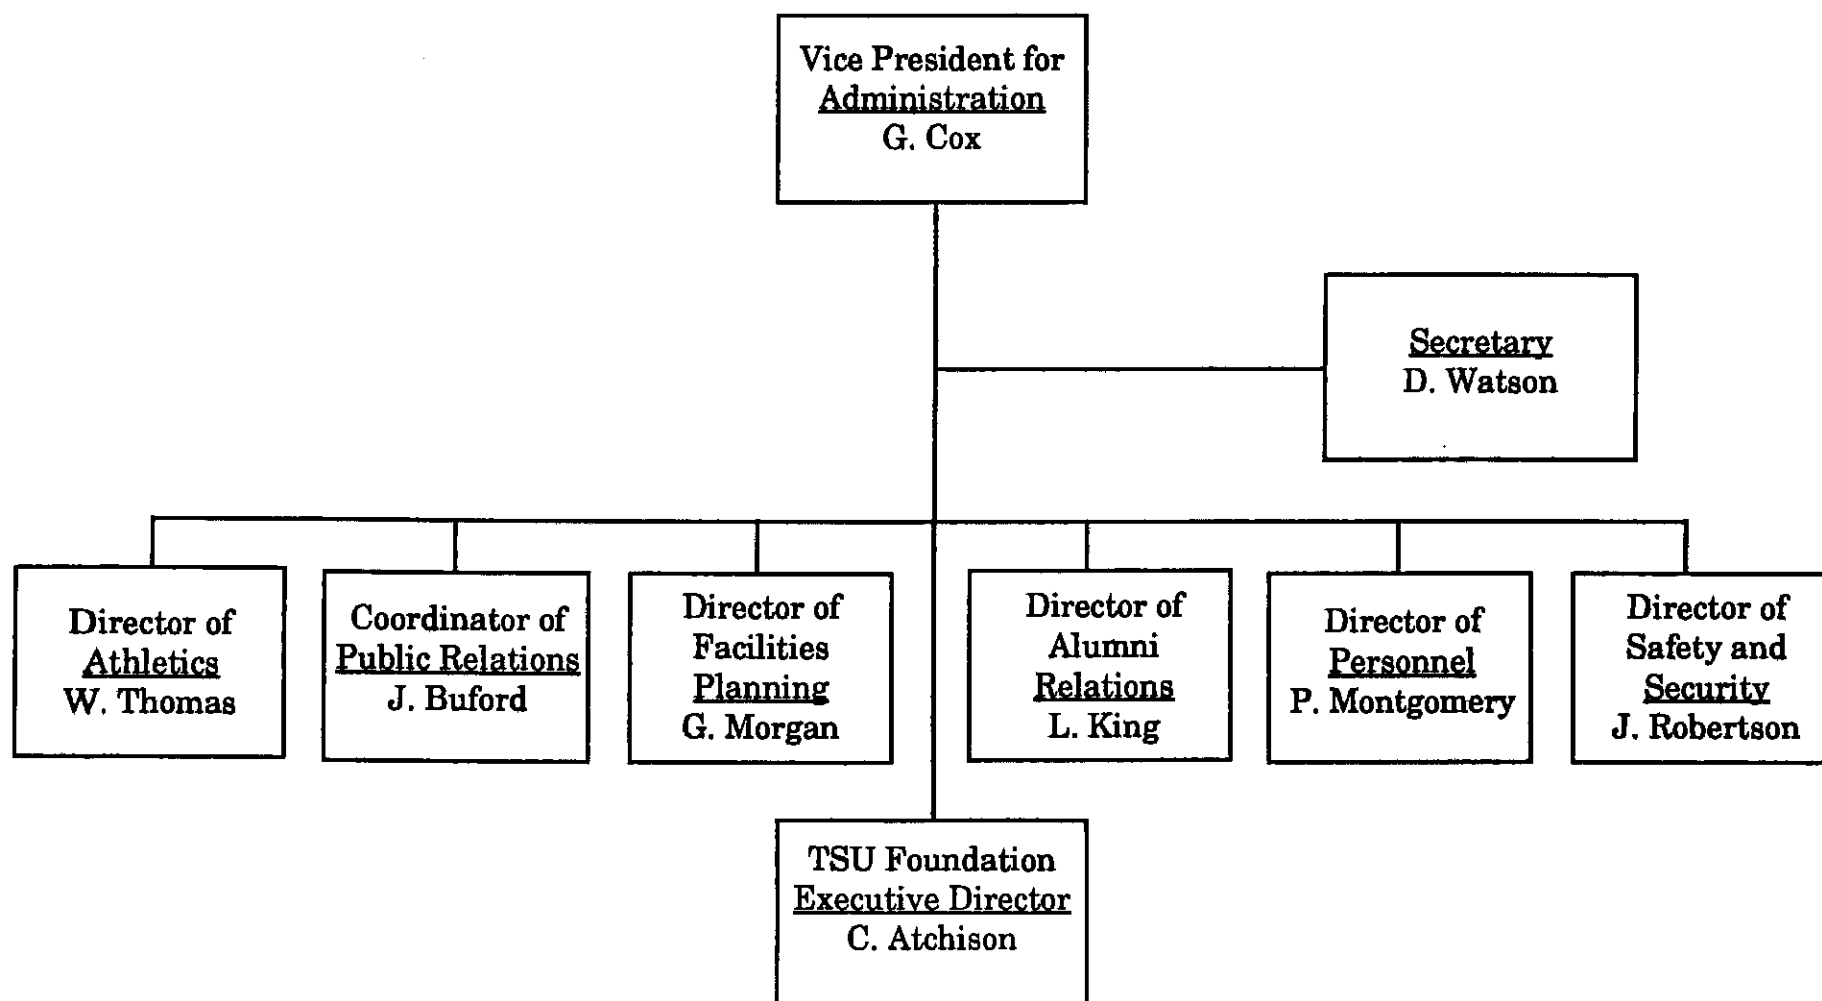 Vice President for
Administration
G. Cox
Secretary
D. Watson
Director of
Athletics
W. Thomas
Coordinator of
Public Relations
J. Buford
Director of
Facilities
Planning
G. Morgan
Director of
Alumni
Relations
L. King
Director of
Personnel
P. Montgomery
Director of
Safety and
Security
J. Robertson
TSU Foundation
Executive Director
C. Atchison